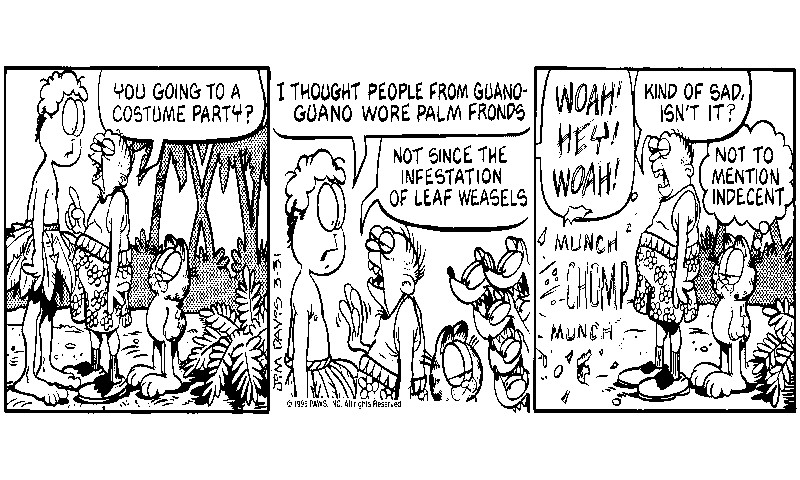 YOU GOING TO A
COSTUME PARTY?
I THOUGHT PEOPLE FROM GUANO-
GUANO WORE PALM FRONDS
NOT SINCE THE
INFESTATION
OF LEAF WEASELS
JIM DAVIS 3-31
© 1995 PAWS, INC. All rights Reserved
WOAH!
HEY!
WOAH!
KIND OF SAD,
ISN'T IT?
NOT TO
MENTION
INDECENT
MUNCH
CHOMP
MUNCH